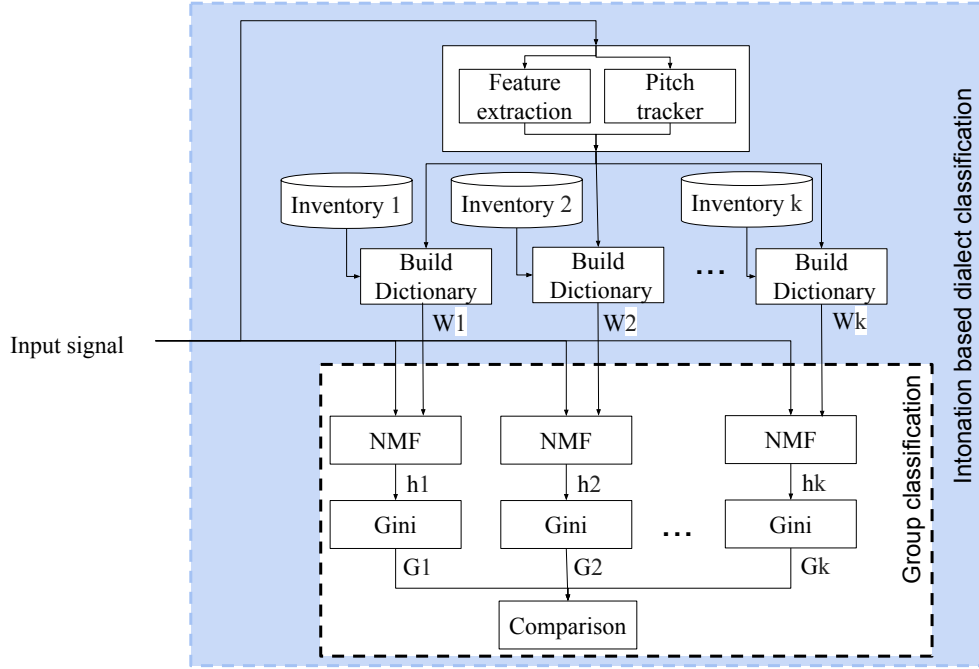 Feature
extraction
Pitch
tracker
Inventory 1
Inventory 2
Inventory k
Build
Dictionary
Build
Dictionary
...
Build
Dictionary
W1
W2
Wk
Input signal
NMF
NMF
NMF
h1
h2
hk
Gini
Gini
...
Gini
G1
G2
Gk
Comparison
Group classification
Intonation based dialect classification